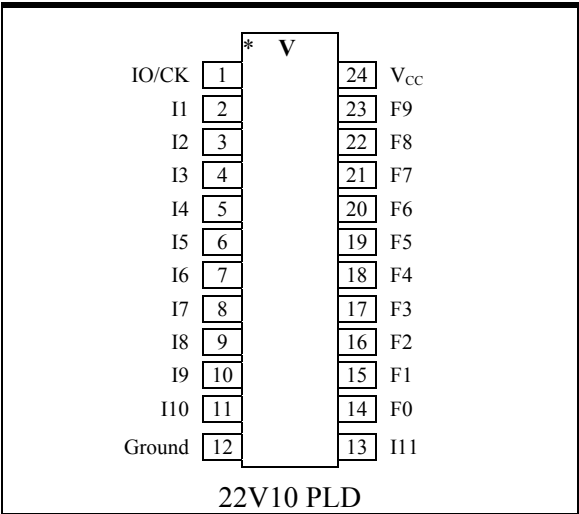 * V
IO/CK 1 24 VCC
I1 2 23 F9
I2 3 22 F8
I3 4 21 F7
I4 5 20 F6
I5 6 19 F5
I6 7 18 F4
I7 8 17 F3
I8 9 16 F2
I9 10 15 F1
I10 11 14 F0
Ground 12 13 I11
22V10 PLD